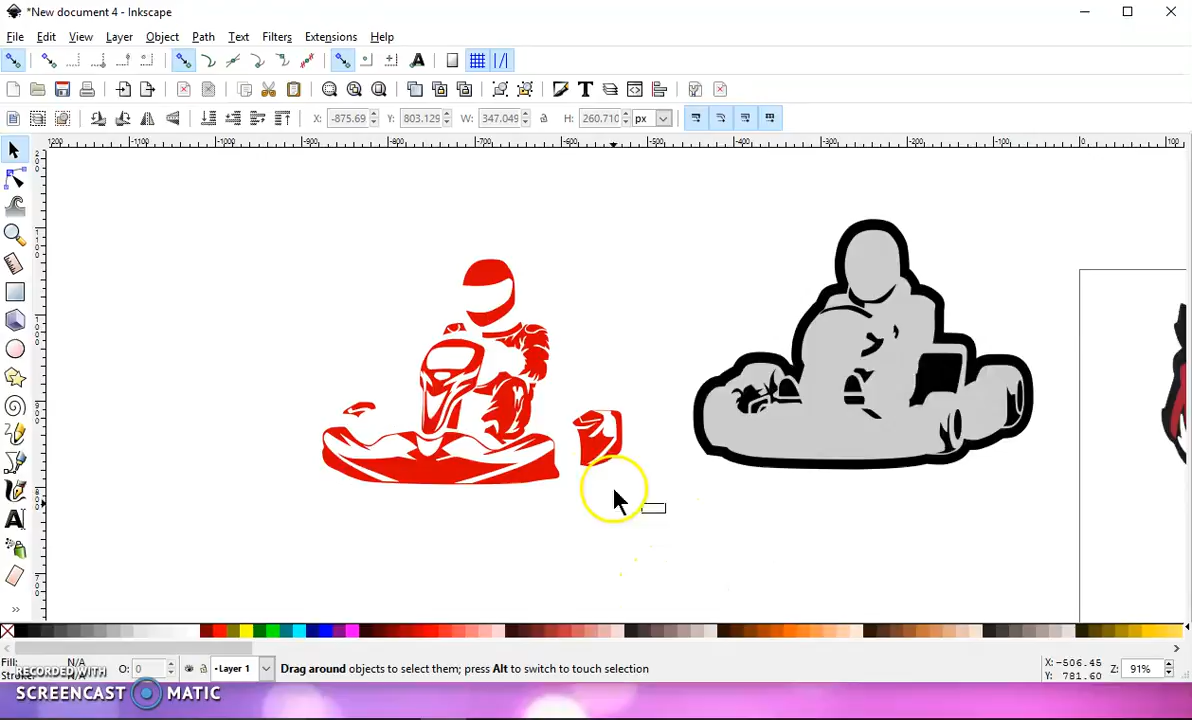 *New document 4 - Inkscape
File Edit View Layer Object Path Text Filters Extensions Help
X: -875.69 Y: 803.129 W: 347.049 H: 260.710 px
Fill: N/A O: 0 Layer 1 Drag around objects to select them; press Alt to switch to touch selection X: -506.45 Z: 91%
Stroke: N/A Y: 781.60
RECORDED WITH
SCREENCAST MATIC